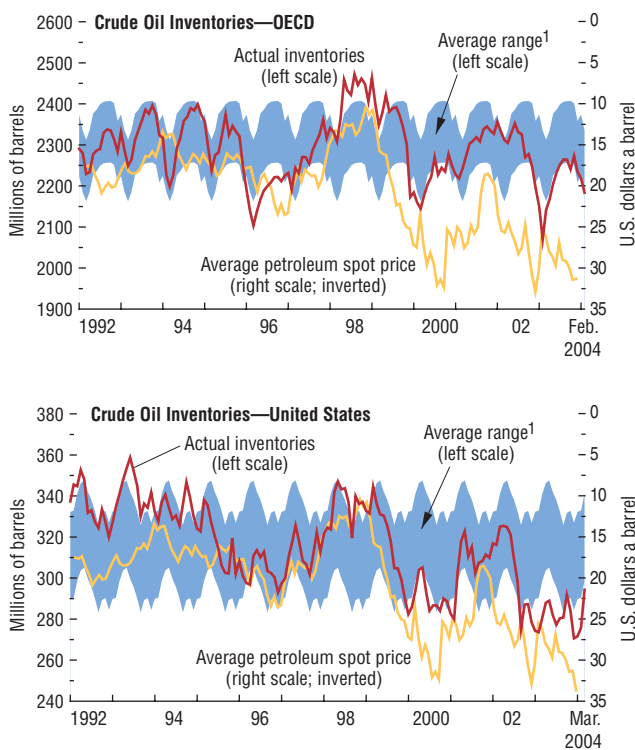 Crude Oil Inventories—OECD
Actual inventories
(left scale)
Average range1
(left scale)
Average petroleum spot price
(right scale; inverted)
Millions of barrels
2600
2500
2400
2300
2200
2100
2000
1900
U.S. dollars a barrel
0
5
10
15
20
25
30
35
1992 94 96 98 2000 02 Feb.
2004
Crude Oil Inventories—United States
Actual inventories
(left scale)
Average range1
(left scale)
Average petroleum spot price
(right scale; inverted)
Millions of barrels
380
360
340
320
300
280
260
240
U.S. dollars a barrel
0
5
10
15
20
25
30
35
1992 94 96 98 2000 02 Mar.
2004